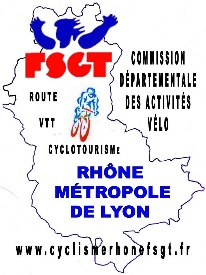 FSGT
COMMISSION
DÉPARTEMENTALE
DES ACTIVITÉS
VÉLO
ROUTE
VTT
CYCLOTOURISMe
RHÔNE
MÉTROPOLE
DE LYON
www.cyclismerhonefsgt.fr